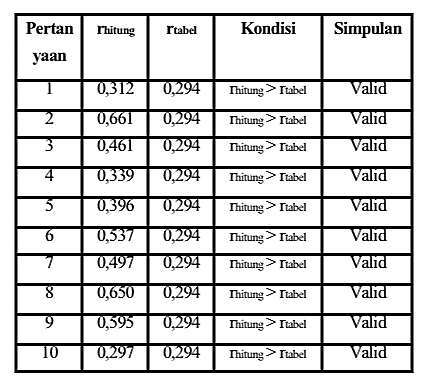 Pertan yaan rhitung rtabel Kondisi Simpulan
1 0,312 0,294 rhitung > rtabel Valid
2 0,661 0,294 rhitung > rtabel Valid
3 0,461 0,294 rhitung > rtabel Valid
4 0,339 0,294 rhitung > rtabel Valid
5 0,396 0,294 rhitung > rtabel Valid
6 0,537 0,294 rhitung > rtabel Valid
7 0,497 0,294 rhitung > rtabel Valid
8 0,650 0,294 rhitung > rtabel Valid
9 0,595 0,294 rhitung > rtabel Valid
10 0,297 0,294 rhitung > rtabel Valid